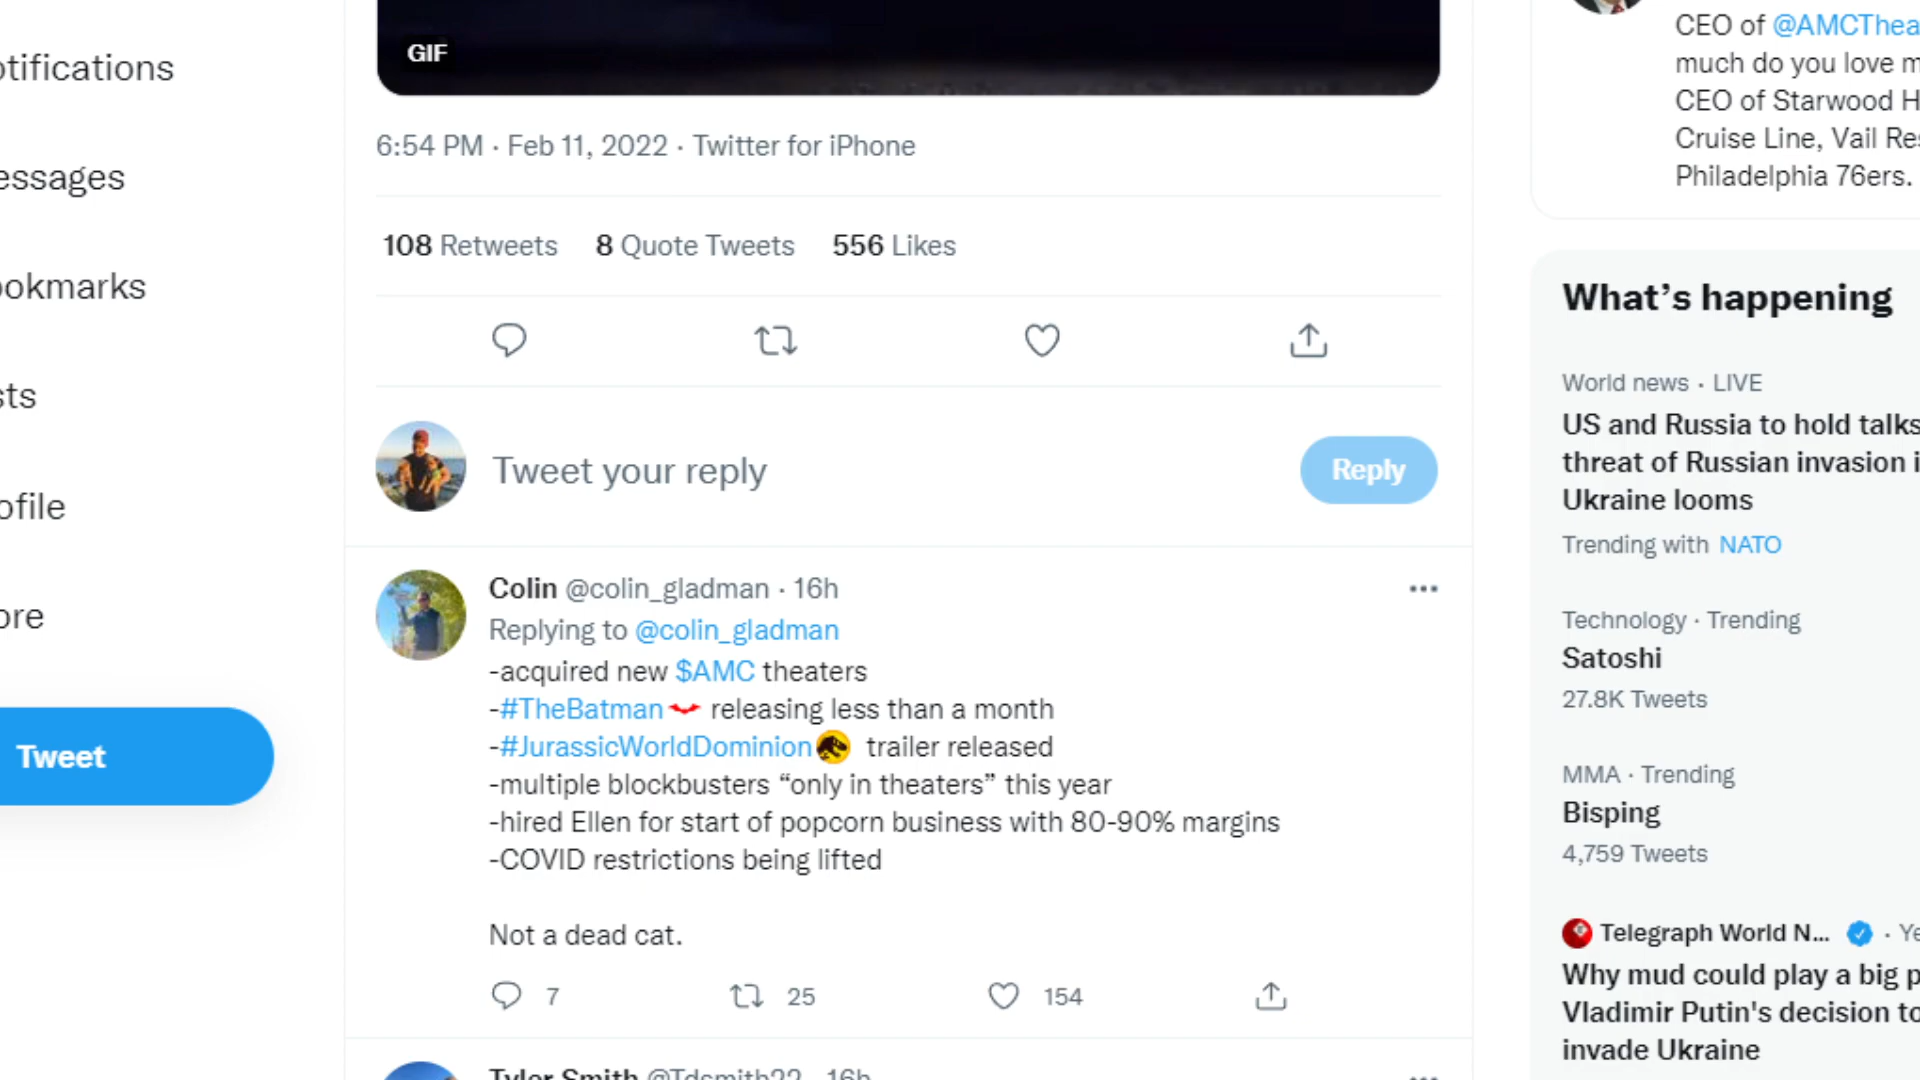 GIF
6:54 PM · Feb 11, 2022 · Twitter for iPhone
108 Retweets 8 Quote Tweets 556 Likes
Tweet your reply
Reply
Colin @colin_gladman · 16h
Replying to @colin_gladman
-acquired new $AMC theaters
-#TheBatman releasing less than a month
-#JurassicWorldDominion trailer released
-multiple blockbusters “only in theaters” this year
-hired Ellen for start of popcorn business with 80-90% margins
-COVID restrictions being lifted
Not a dead cat.
7 25 154
Tyler Smith @Tdsmith22 · 16h
otifications
essages
ookmarks
sts
ofile
ore
Tweet
CEO of @AMCThea
much do you love m
CEO of Starwood H
Cruise Line, Vail Res
Philadelphia 76ers.
What’s happening
World news · LIVE
US and Russia to hold talks
threat of Russian invasion i
Ukraine looms
Trending with NATO
Technology · Trending
Satoshi
27.8K Tweets
MMA · Trending
Bisping
4,759 Tweets
Telegraph World N... · Ye
Why mud could play a big p
Vladimir Putin's decision to
invade Ukraine